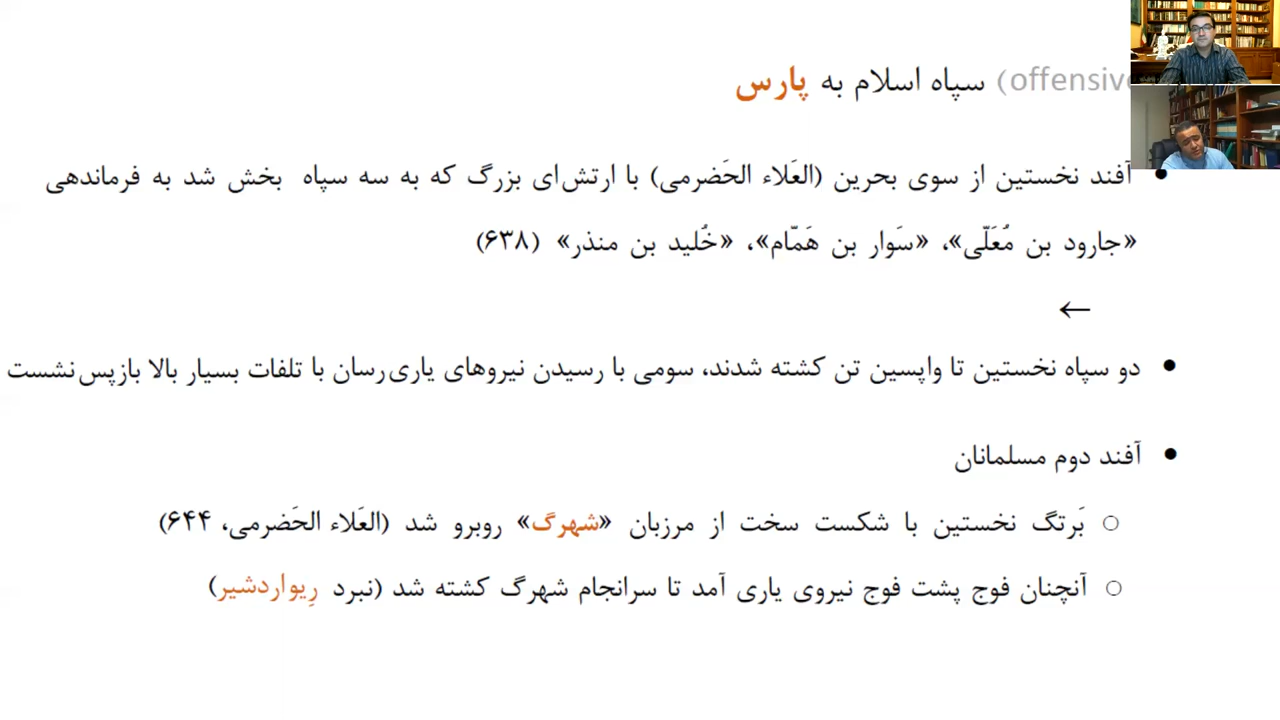 (offensive سپاه اسلام به پارس
• آفند نخستین از سوی بحرین (العَلاء الحَضرمی) با ارتش‌ای بزرگ که به سه سپاه بخش شد به فرماندهی
«جارود بن مُعَلّی»، «سَوار بن هَمّام»، «خُلید بن منذر» (۶۳۸)
←
• دو سپاه نخستین تا واپسین تن کشته شدند، سومی با رسیدن نیروهای یاری‌رسان با تلفات بسیار بالا بازپس‌نشست
• آفند دوم مسلمانان
○ بَرتگ نخستین با شکست سخت از مرزبان «شهرگ» روبرو شد (العَلاء الحَضرمی، ۶۴۴)
○ آنچنان فوج پشت فوج نیروی یاری آمد تا سرانجام شهرگ کشته شد (نبرد رِیواردشیر)